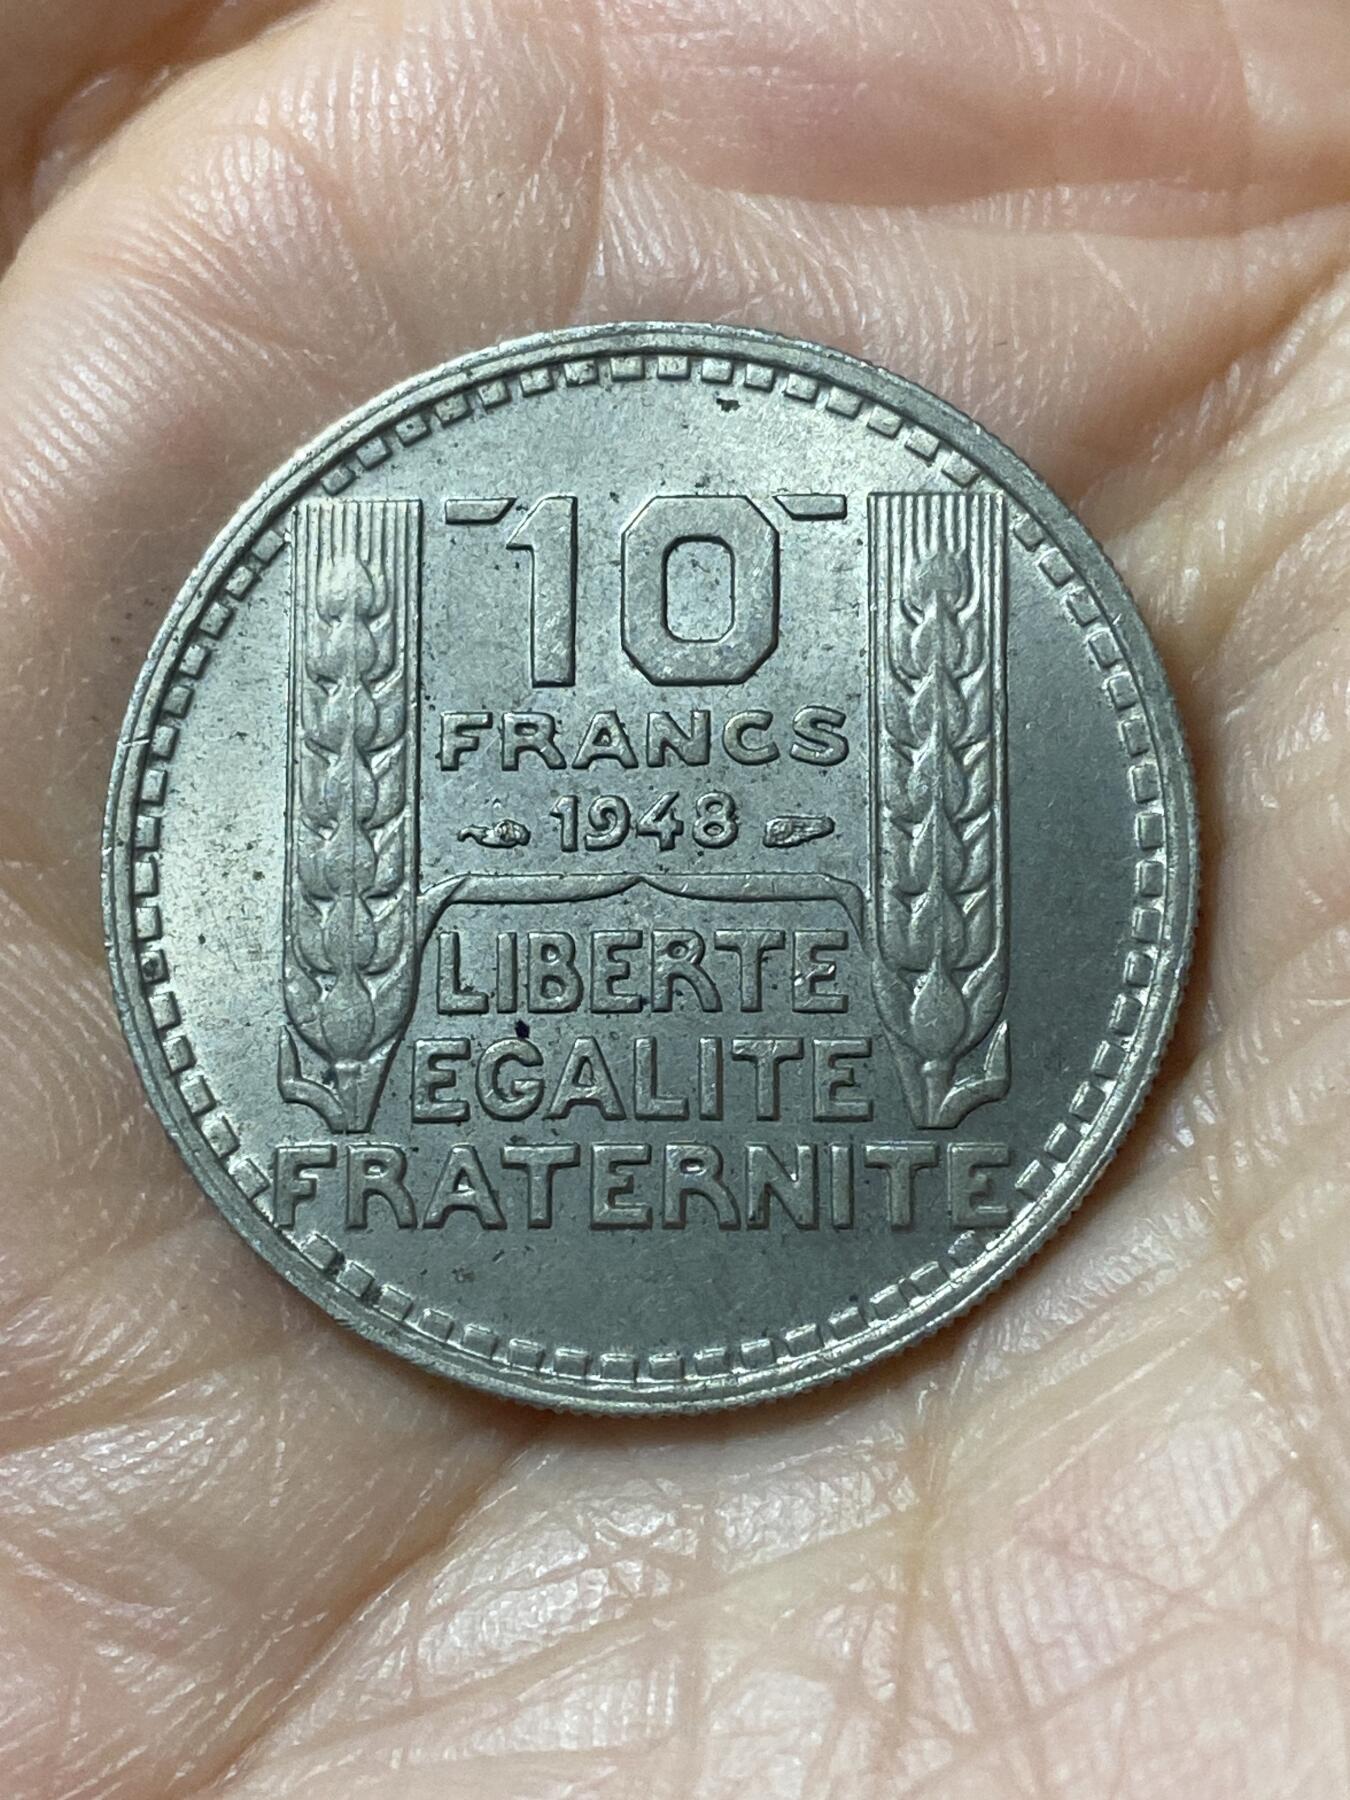 10
FRANCS
1948
LIBERTE
EGALITE
FRATERNITE